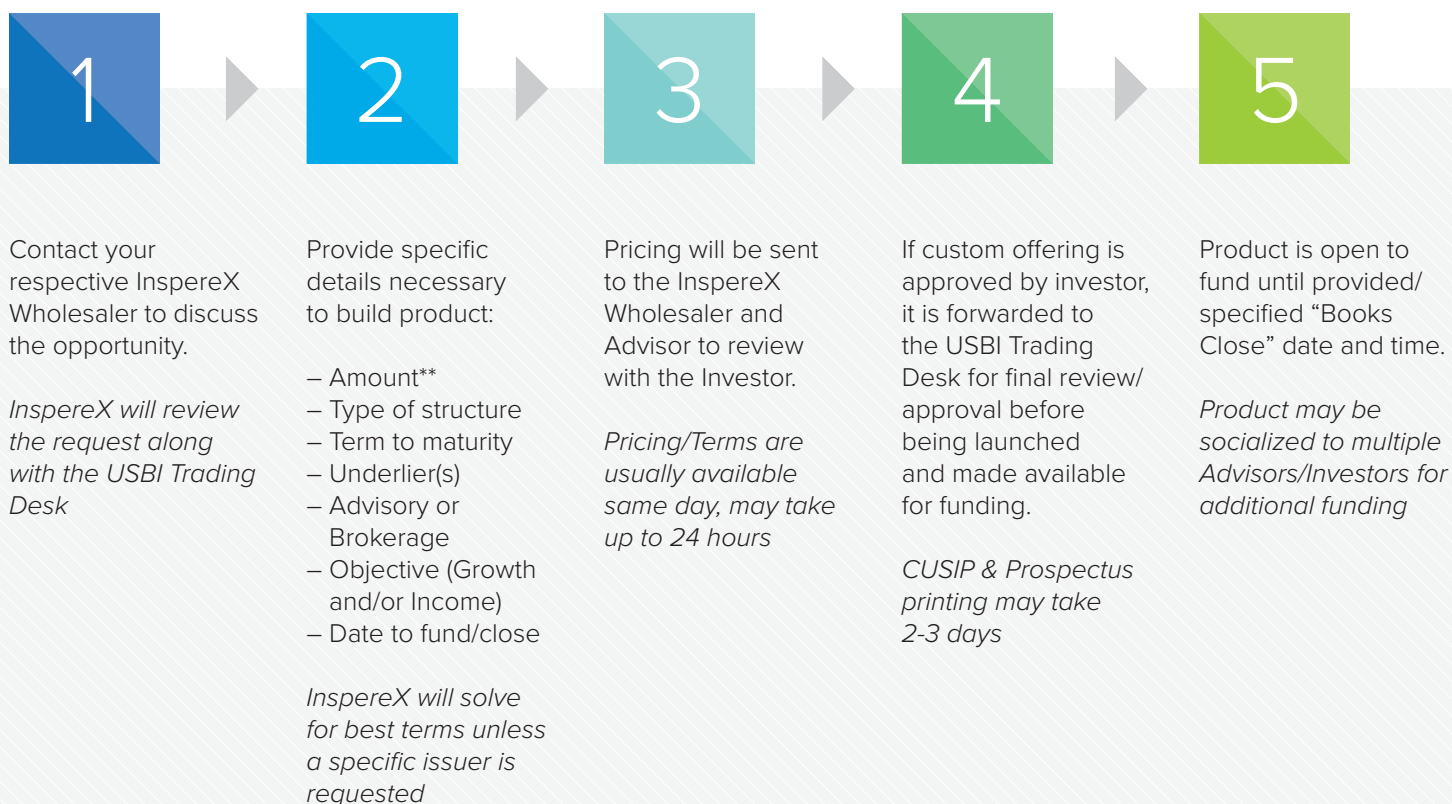 1
2
3
4
5
Contact your
respective InspereX
Wholesaler to discuss
the opportunity.
InspereX will review
the request along
with the USBI Trading
Desk
Provide specific
details necessary
to build product:
– Amount**
– Type of structure
– Term to maturity
– Underlier(s)
– Advisory or
Brokerage
– Objective (Growth
and/or Income)
– Date to fund/close
InspereX will solve
for best terms unless
a specific issuer is
requested
Pricing will be sent
to the InspereX
Wholesaler and
Advisor to review
with the Investor.
Pricing/Terms are
usually available
same day, may take
up to 24 hours
If custom offering is
approved by investor,
it is forwarded to
the USBI Trading
Desk for final review/
approval before
being launched
and made available
for funding.
CUSIP & Prospectus
printing may take
2-3 days
Product is open to
fund until provided/
specified “Books
Close” date and time.
Product may be
socialized to multiple
Advisors/Investors for
additional funding